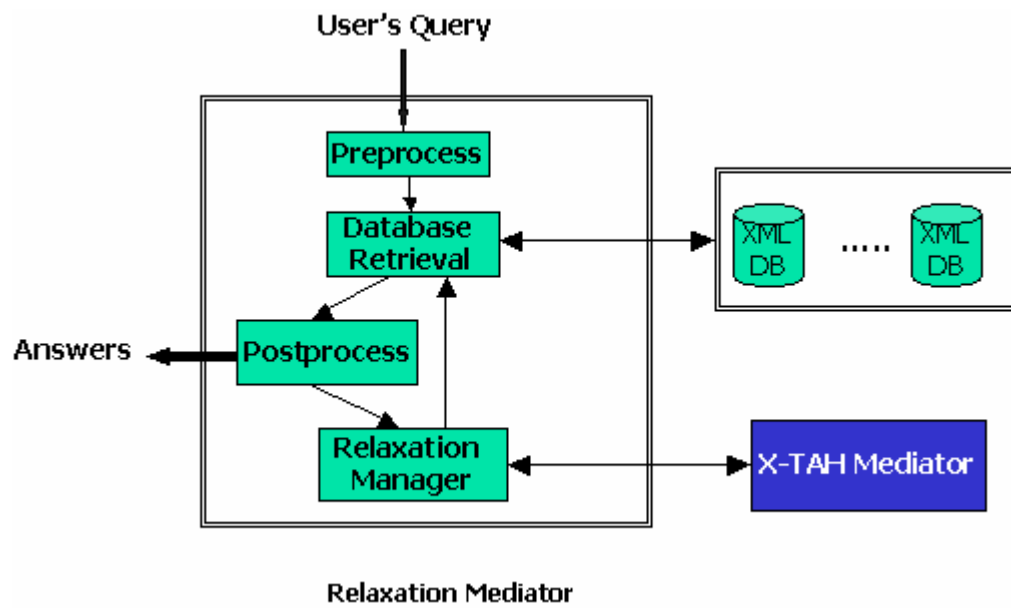 User's Query
Preprocess
Database
Retrieval
XML
DB
.....
XML
DB
Answers
Postprocess
Relaxation
Manager
X-TAH Mediator
Relaxation Mediator